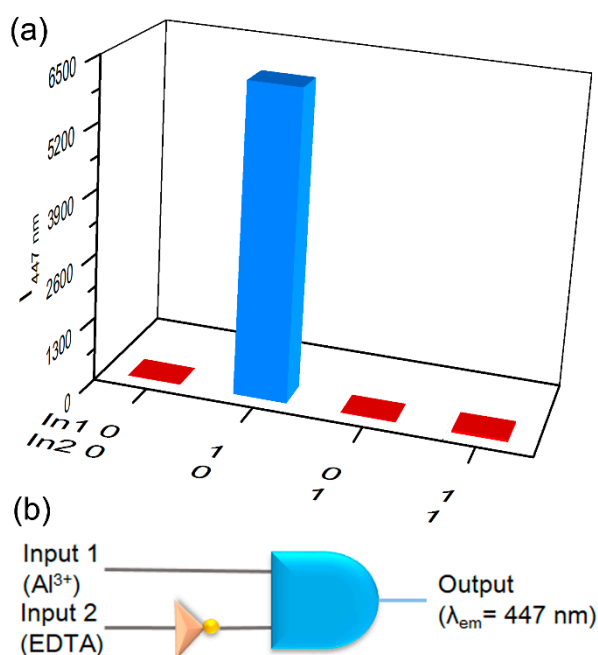 (a)
6500
5200
3900
2600
1300
0
I 447 nm
In1 0 1 0 1
In2 0 0 1 1
(b)
Input 1
(Al³⁺)
Input 2
(EDTA)
Output
(λem= 447 nm)